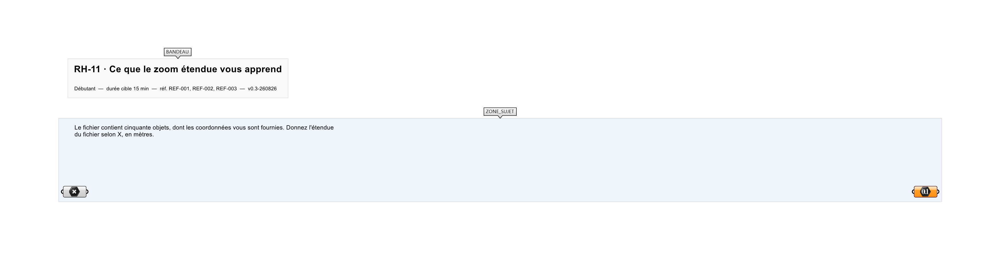 BANDEAU
RH-11 · Ce que le zoom étendue vous apprend
Débutant — durée cible 15 min — réf. REF-001, REF-002, REF-003 — v0.3-260826
ZONE_SUJET
Le fichier contient cinquante objets, dont les coordonnées vous sont fournies. Donnez l'étendue
du fichier selon X, en mètres.
0.1